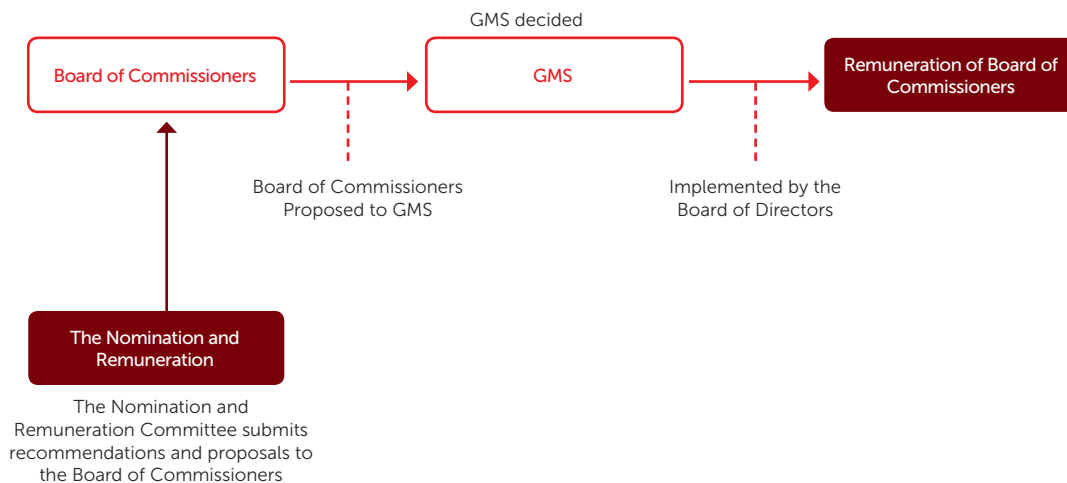 GMS decided
Board of Commissioners
GMS
Remuneration of Board of
Commissioners
Board of Commissioners
Proposed to GMS
Implemented by the
Board of Directors
The Nomination and
Remuneration
The Nomination and
Remuneration Committee submits
recommendations and proposals to
the Board of Commissioners